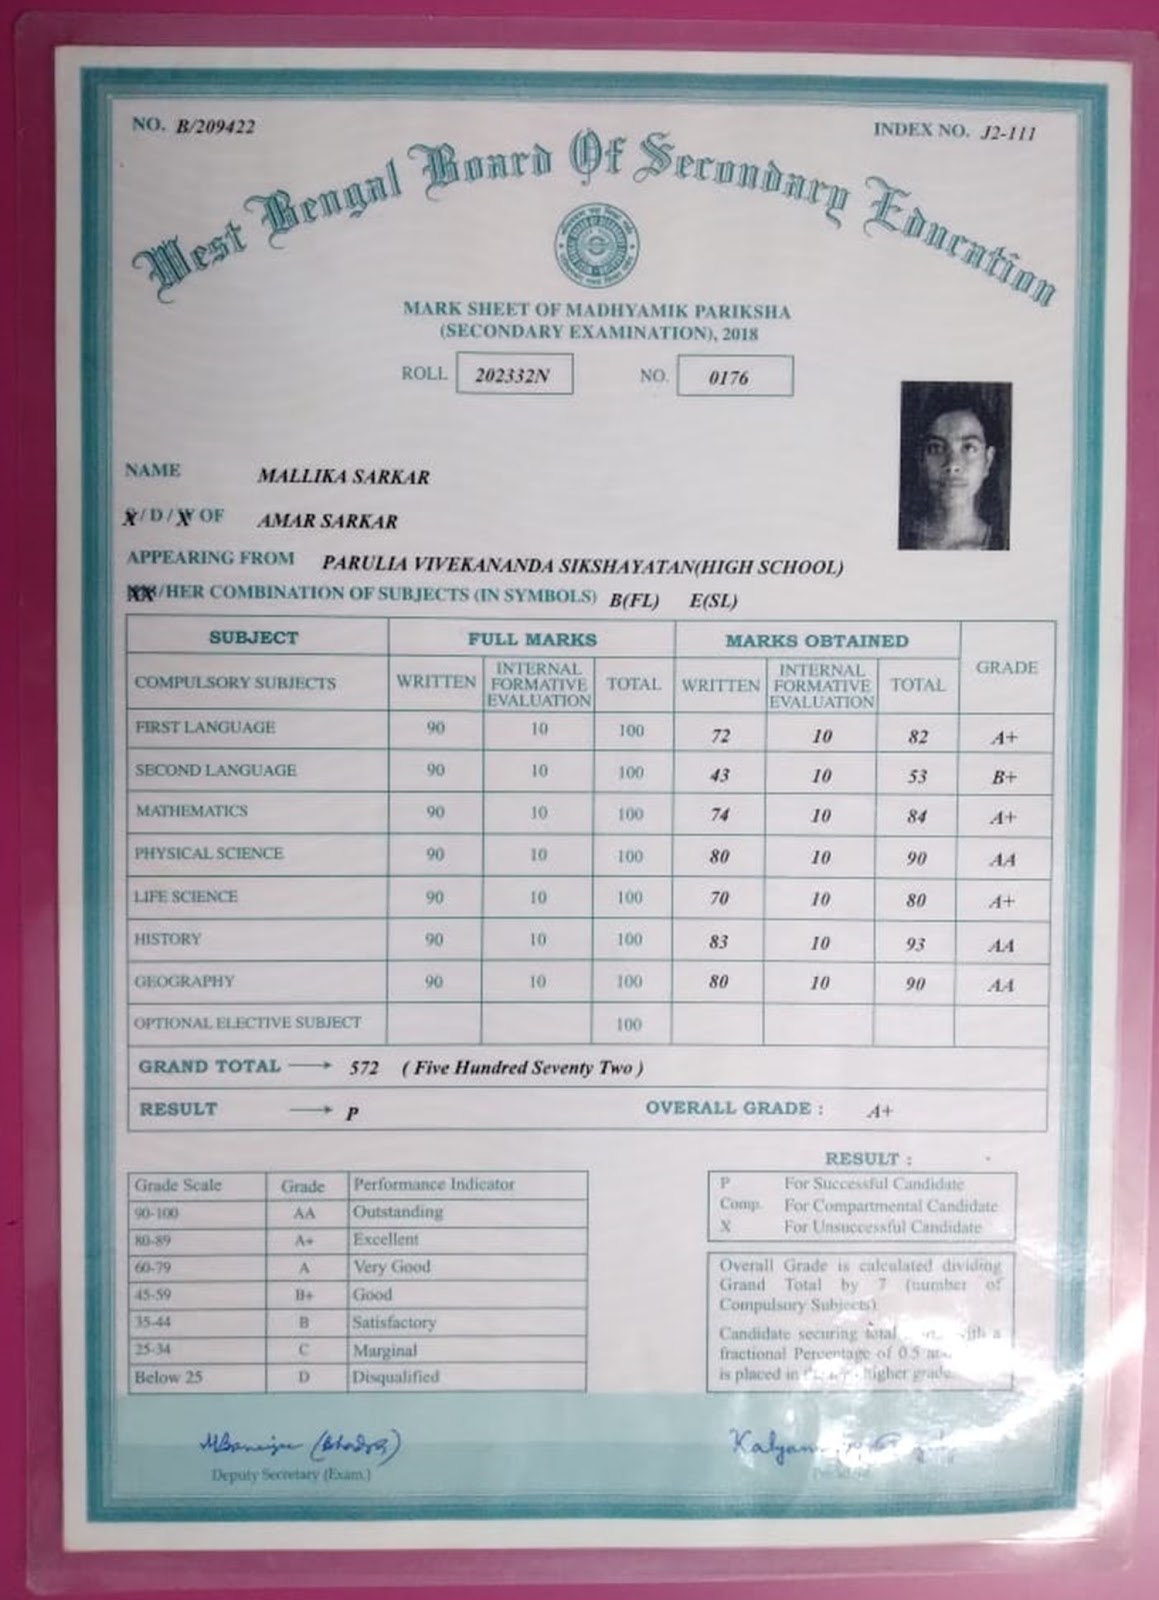 NO. B/209422 INDEX NO. J2-111
West Bengal Board Of Secondary Education
MARK SHEET OF MADHYAMIK PARIKSHA
(SECONDARY EXAMINATION), 2018
ROLL 202332N NO. 0176
NAME MALLIKA SARKAR
/ D / OF AMAR SARKAR
APPEARING FROM PARULIA VIVEKANANDA SIKSHAYATAN(HIGH SCHOOL)
/HER COMBINATION OF SUBJECTS (IN SYMBOLS) B(FL) E(SL)
SUBJECT FULL MARKS MARKS OBTAINED GRADE
COMPULSORY SUBJECTS WRITTEN INTERNAL FORMATIVE EVALUATION TOTAL WRITTEN INTERNAL FORMATIVE EVALUATION TOTAL
FIRST LANGUAGE 90 10 100 72 10 82 A+
SECOND LANGUAGE 90 10 100 43 10 53 B+
MATHEMATICS 90 10 100 74 10 84 A+
PHYSICAL SCIENCE 90 10 100 80 10 90 AA
LIFE SCIENCE 90 10 100 70 10 80 A+
HISTORY 90 10 100 83 10 93 AA
GEOGRAPHY 90 10 100 80 10 90 AA
OPTIONAL ELECTIVE SUBJECT 100
GRAND TOTAL → 572 ( Five Hundred Seventy Two )
RESULT → P OVERALL GRADE : A+
Grade Scale Grade Performance Indicator
90-100 AA Outstanding
80-89 A+ Excellent
60-79 A Very Good
45-59 B+ Good
35-44 B Satisfactory
25-34 C Marginal
Below 25 D Disqualified
RESULT :
P For Successful Candidate
Comp. For Compartmental Candidate
X For Unsuccessful Candidate
Overall Grade is calculated dividing
Grand Total by 7 (number of
Compulsory Subjects).
Candidate securing total with a
fractional Percentage of 0.5
is placed in higher grade.
(Bhadra)
Deputy Secretary (Exam.)